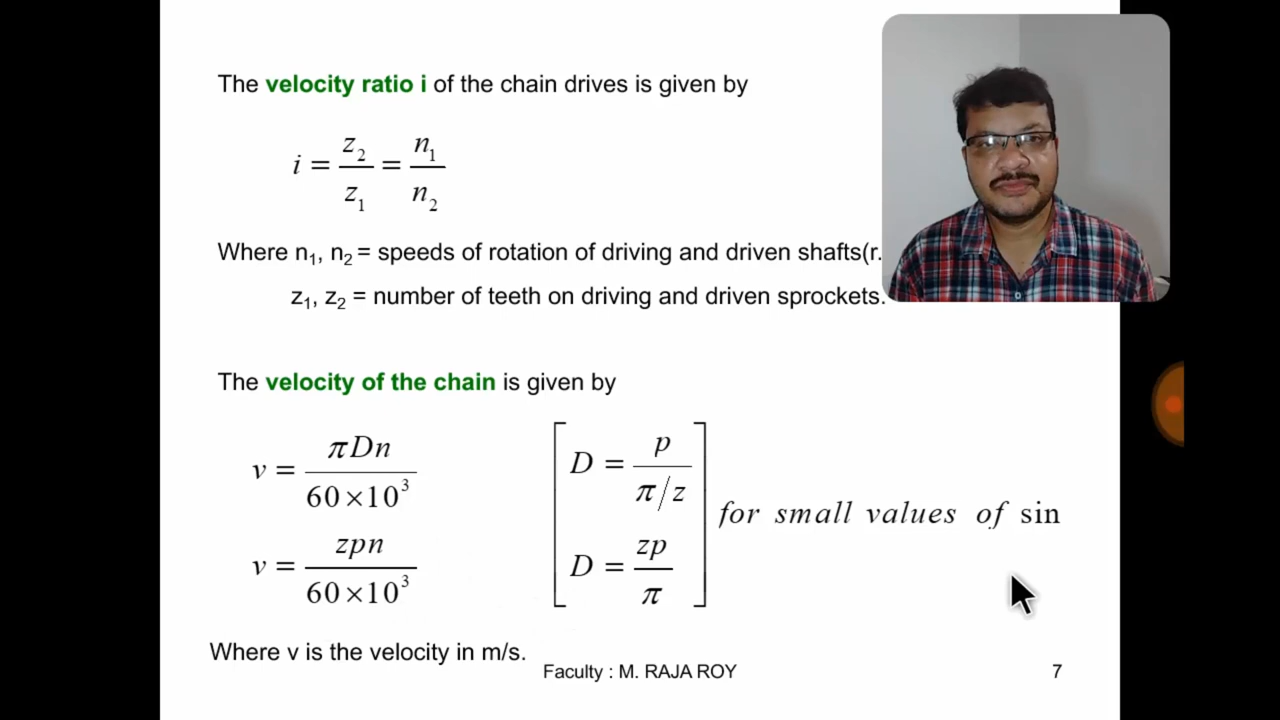 The velocity ratio i of the chain drives is given by
i = z₂/z₁ = n₁/n₂
Where n₁, n₂ = speeds of rotation of driving and driven shafts(r.
z₁, z₂ = number of teeth on driving and driven sprockets.
The velocity of the chain is given by
v = πDn / 60×10³
v = zpn / 60×10³
[ D = p / π/z
D = zp / π ]
for small values of sin
Where v is the velocity in m/s.
Faculty : M. RAJA ROY
7